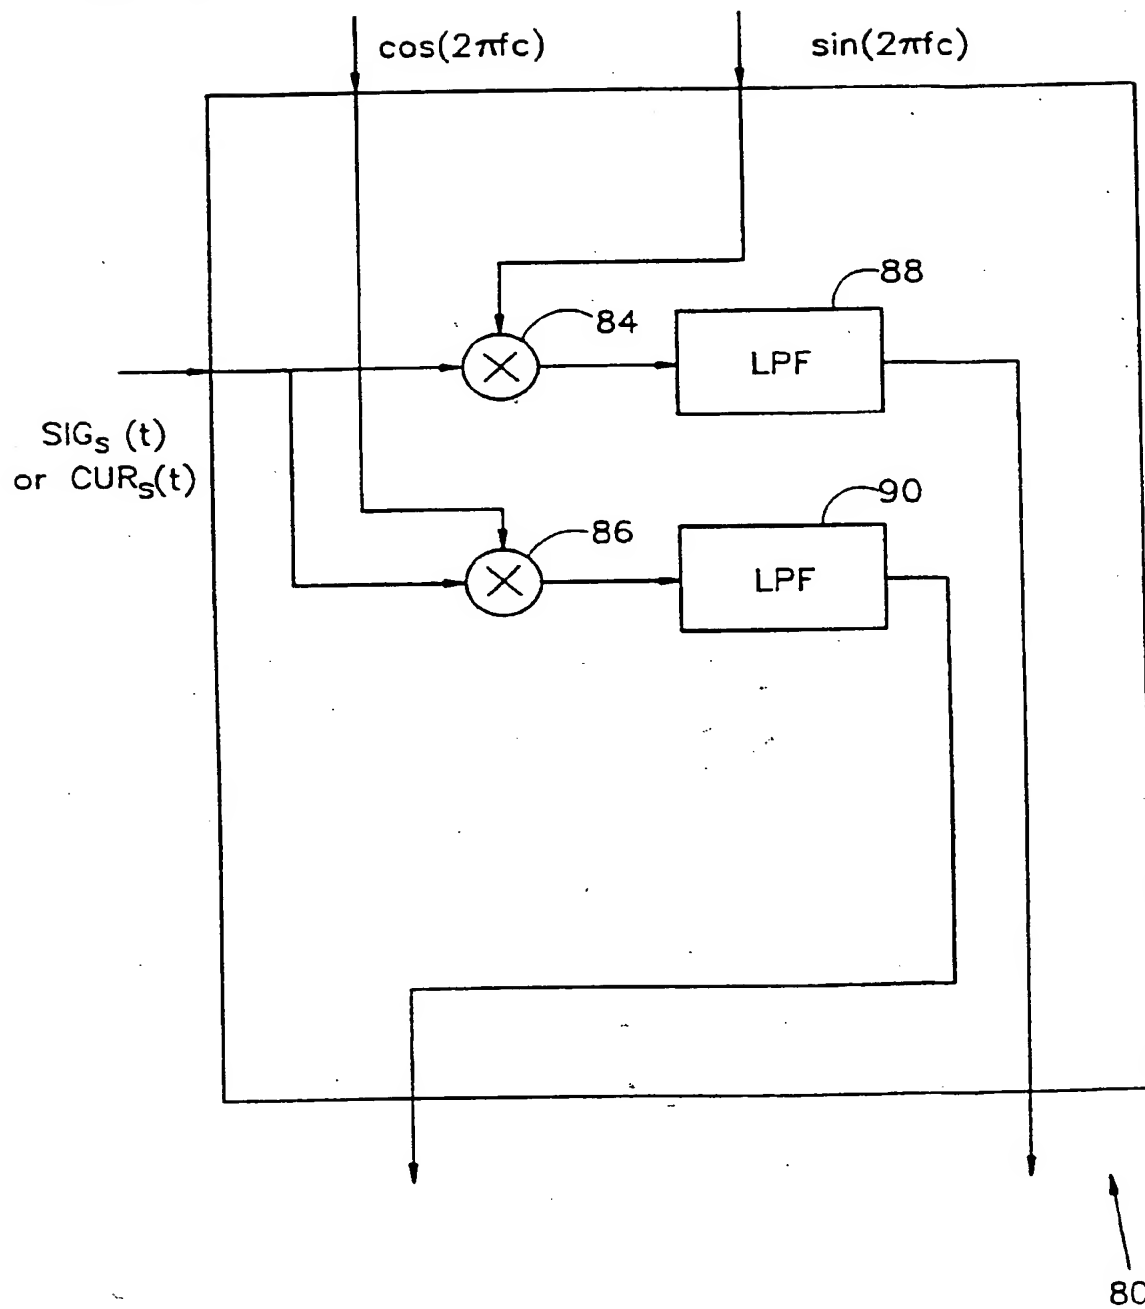 cos(2πfc)
sin(2πfc)
88
84
LPF
SIGS (t)
or CURS(t)
90
86
LPF
80